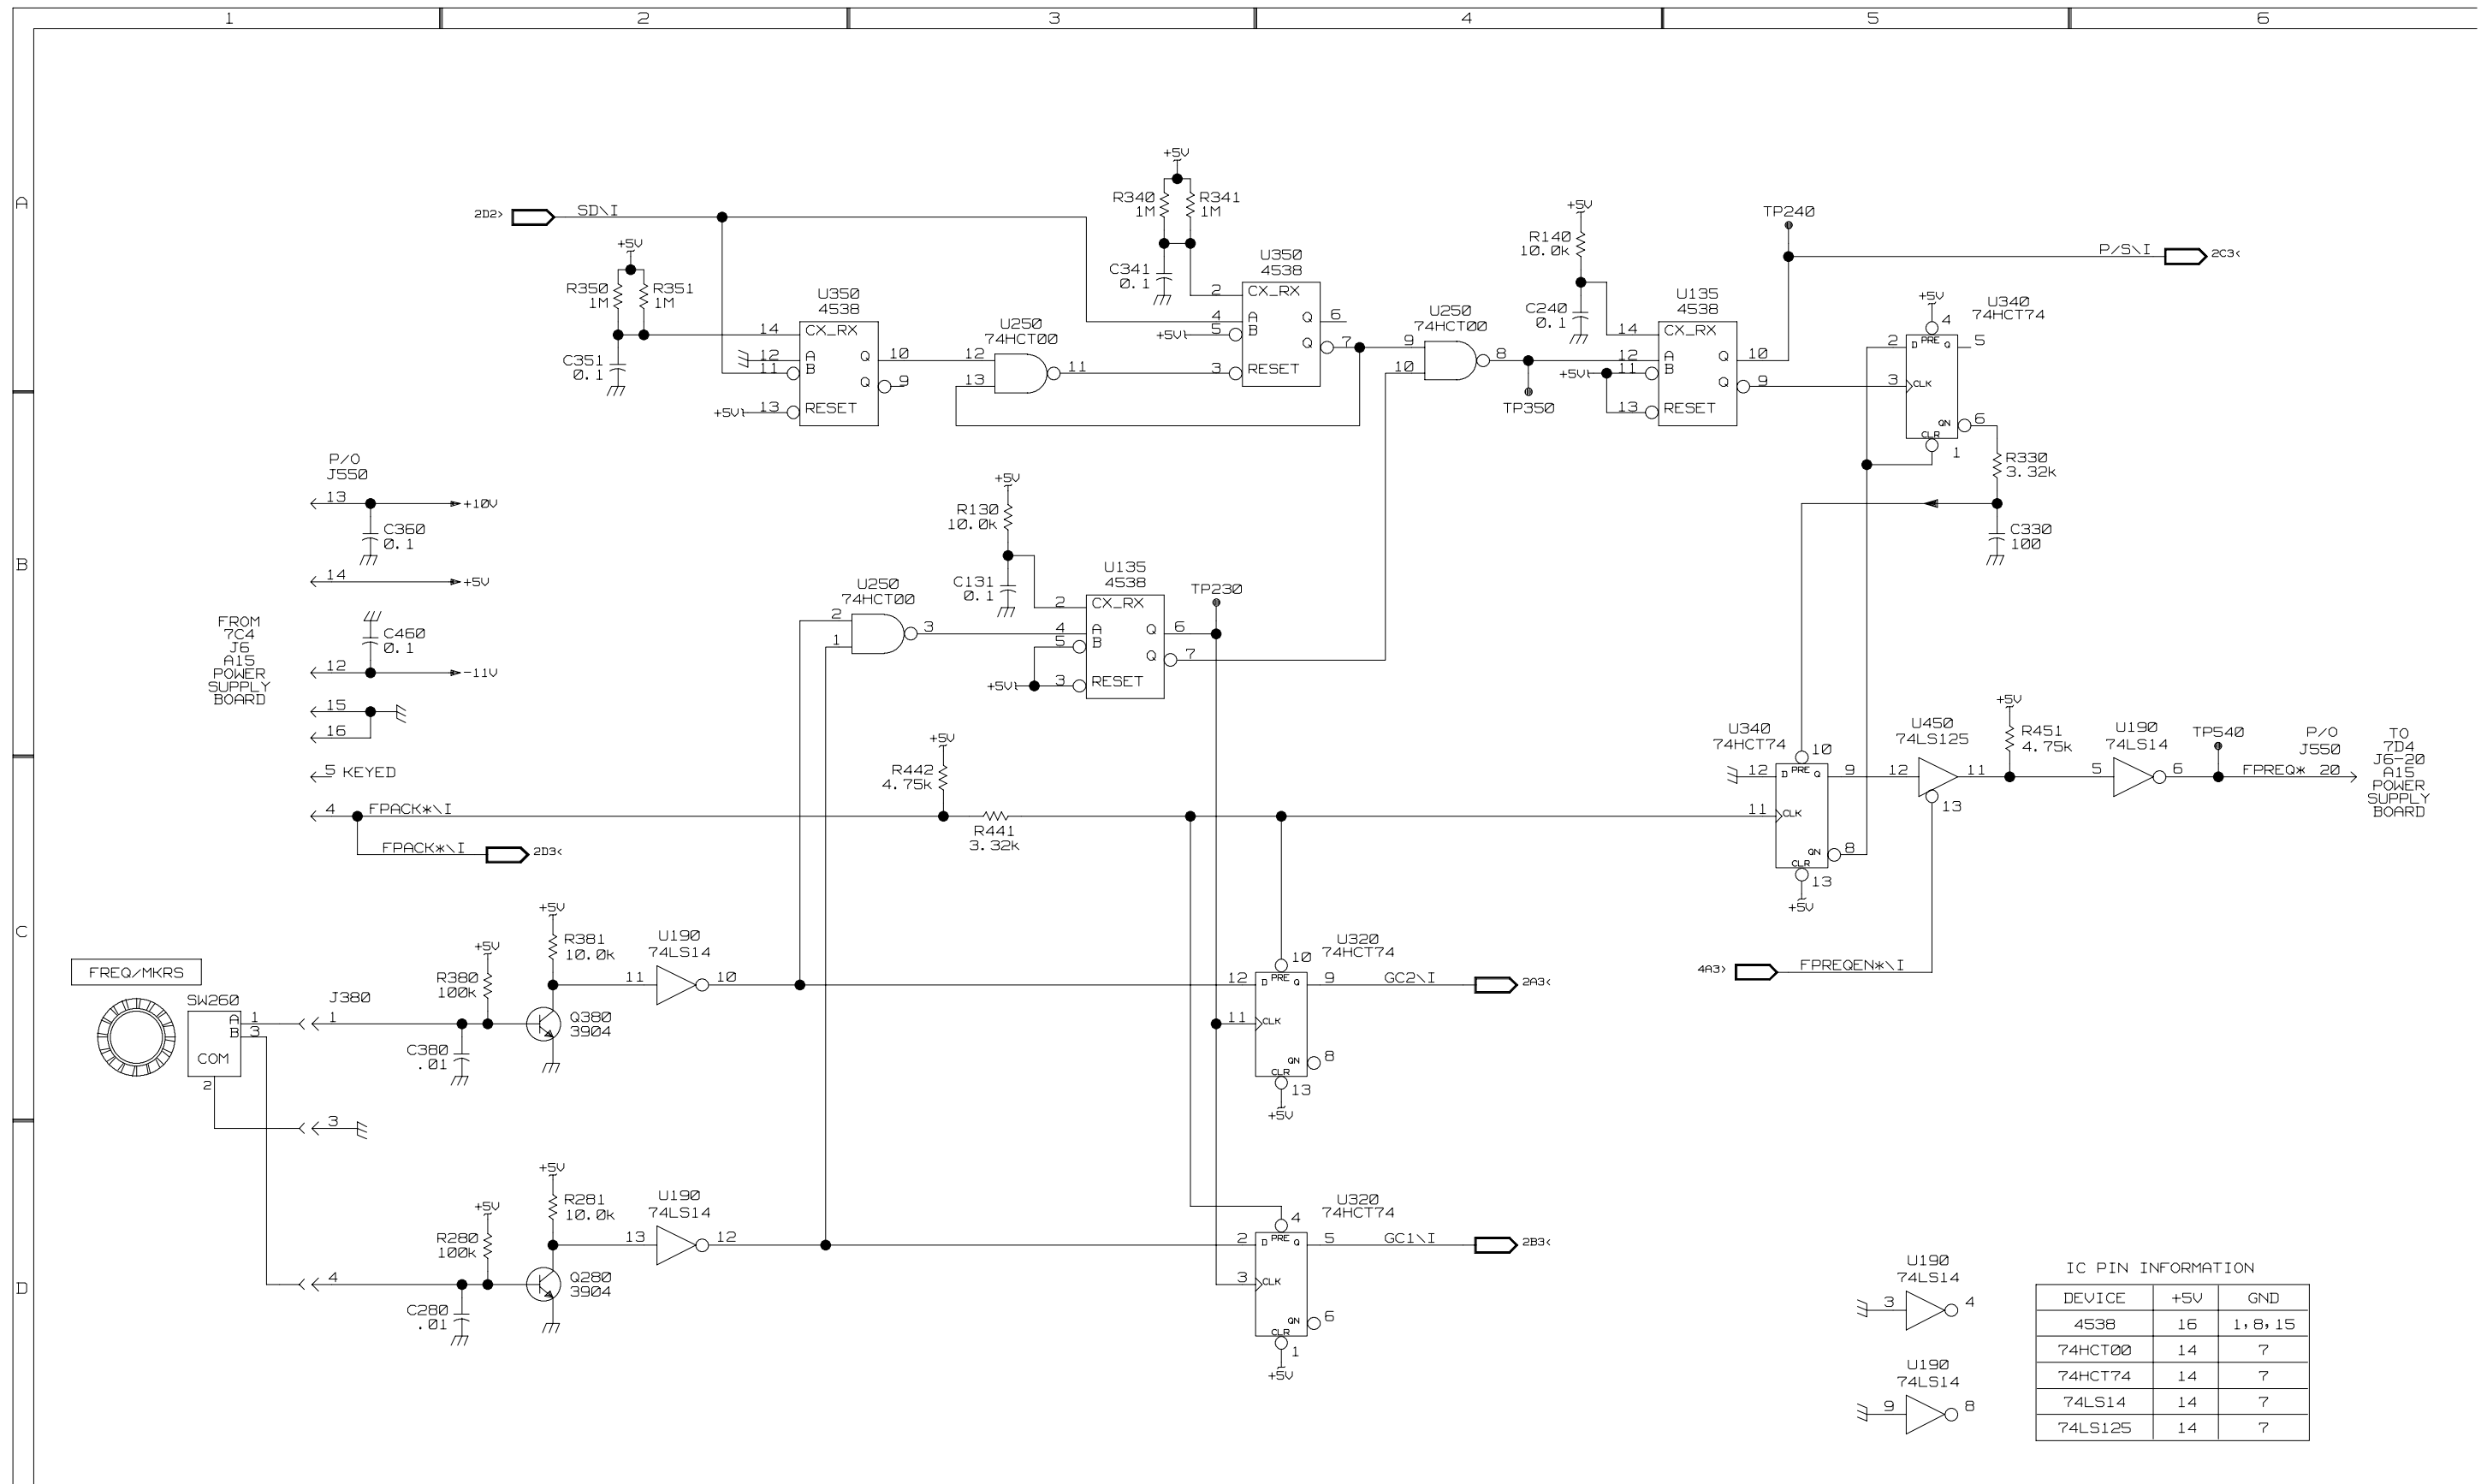 1 2 3 4 5 6
A
B
C
D
2D2> SD\I
+5V
R350
1M
R351
1M
C351
0.1
U350
4538
14 CX_RX
12 A Q 10
11 B
Q 9
+5V 13 RESET
U250
74HCT00
12
13
11
+5V
R340
1M
R341
1M
C341
0.1
U350
4538
2 CX_RX
4 A Q 6
+5V 5 B
Q 7
3 RESET
U250
74HCT00
9
10
8
TP350
+5V
R140
10.0k
C240
0.1
U135
4538
14 CX_RX
12 A Q 10
+5V 11 B
Q 9
13 RESET
TP240
P/S\I 2C3<
+5V
U340
74HCT74
4
2 D PRE Q 5
3 CLK
QN 6
CLR
1
R330
3.32k
C330
100
P/O
J550
13 +10V
C360
0.1
14 +5V
C460
0.1
12 -11V
15
16
FROM
7C4
J6
A15
POWER
SUPPLY
BOARD
5 KEYED
4 FPACK*\I
FPACK*\I 2D3<
+5V
R130
10.0k
C131
0.1
U250
74HCT00
2
1
3
U135
4538
2 CX_RX
4 A Q 6
5 B
Q 7
+5V 3 RESET
TP230
+5V
R442
4.75k
R441
3.32k
U340
74HCT74
10
12 D PRE Q 9
11 CLK
QN 8
CLR
13
+5V
U450
74LS125
12 11
13
+5V
R451
4.75k
U190
74LS14
5 6
TP540
P/O
J550
FPREQ* 20
TO
7D4
J6-20
A15
POWER
SUPPLY
BOARD
4A3> FPREQEN*\I
FREQ/MKRS
SW260
A 1
B 3
COM
2
J380
1
3
4
+5V
R380
100k
C380
.01
+5V
R381
10.0k
Q380
3904
U190
74LS14
11 10
U320
74HCT74
10
12 D PRE Q 9
11 CLK
QN 8
CLR
13
+5V
GC2\I 2A3<
+5V
R280
100k
C280
.01
+5V
R281
10.0k
Q280
3904
U190
74LS14
13 12
U320
74HCT74
4
2 D PRE Q 5
3 CLK
QN 6
CLR
1
+5V
GC1\I 2B3<
U190
74LS14
3 4
U190
74LS14
9 8
IC PIN INFORMATION
DEVICE +5V GND
4538 16 1,8,15
74HCT00 14 7
74HCT74 14 7
74LS14 14 7
74LS125 14 7